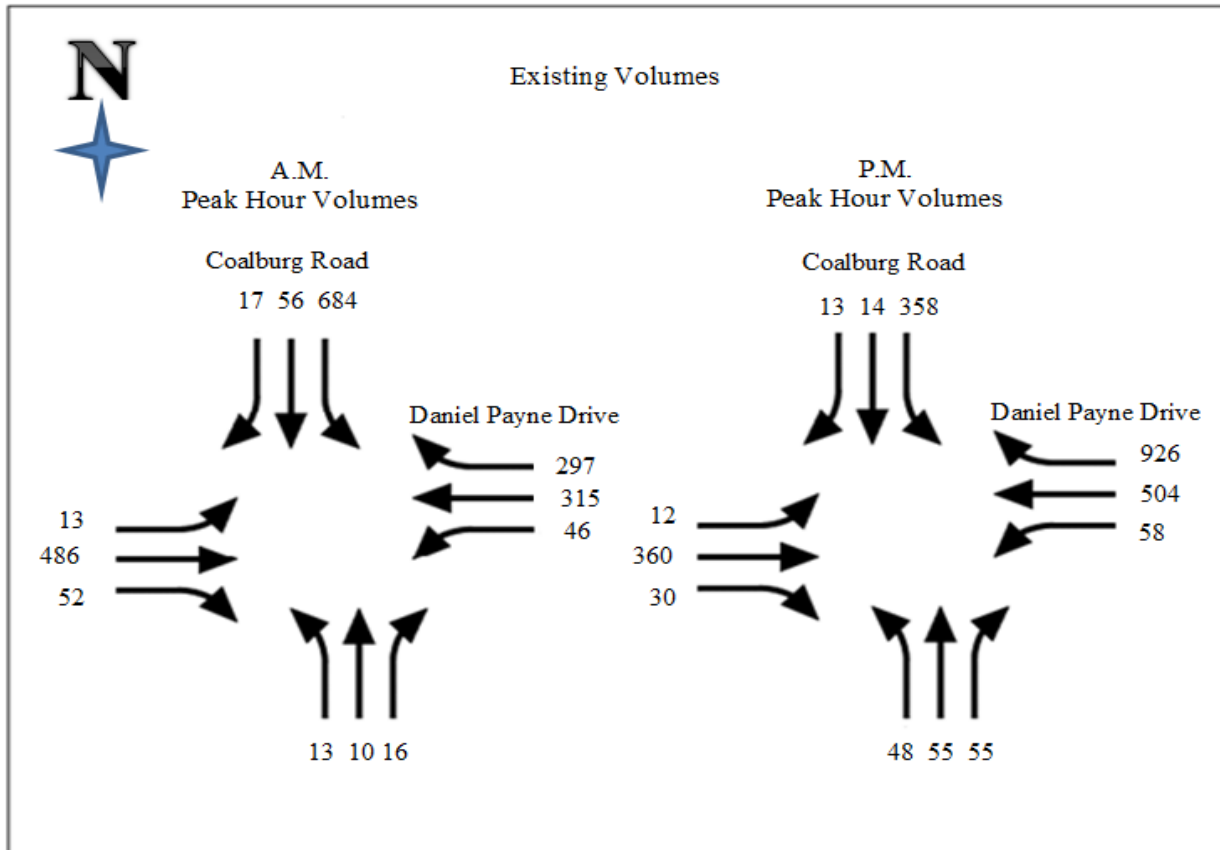 N
Existing Volumes
A.M.
Peak Hour Volumes
Coalburg Road
17 56 684
Daniel Payne Drive
297
315
46
13
486
52
13 10 16
P.M.
Peak Hour Volumes
Coalburg Road
13 14 358
Daniel Payne Drive
926
504
58
12
360
30
48 55 55